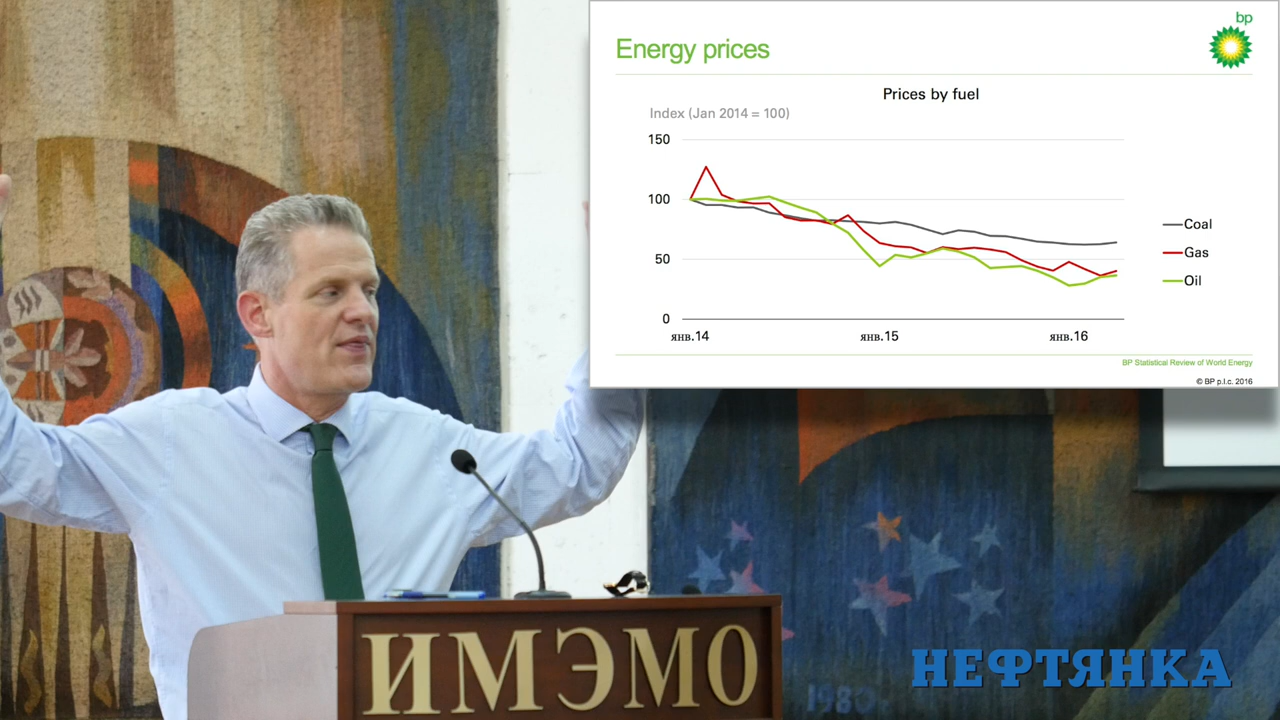 bp
Energy prices
Prices by fuel
Index (Jan 2014 = 100)
150
100
50
0
янв.14
янв.15
янв.16
Coal
Gas
Oil
BP Statistical Review of World Energy
© BP p.l.c. 2016
ИМЭМО
НЕФТЯНКА
1980